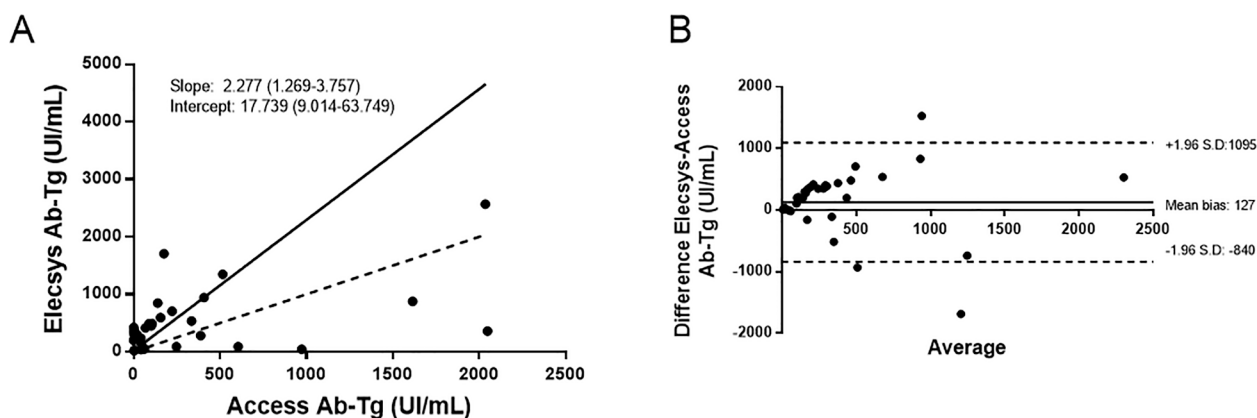 A
Elecsys Ab-Tg (UI/mL)
5000
4000
3000
2000
1000
0
Slope: 2.277 (1.269-3.757)
Intercept: 17.739 (9.014-63.749)
0 500 1000 1500 2000 2500
Access Ab-Tg (UI/mL)
B
Difference Elecsys-Access
Ab-Tg (UI/mL)
2000
1000
0
-1000
-2000
500 1000 1500 2000 2500
+1.96 S.D:1095
Mean bias: 127
-1.96 S.D: -840
Average